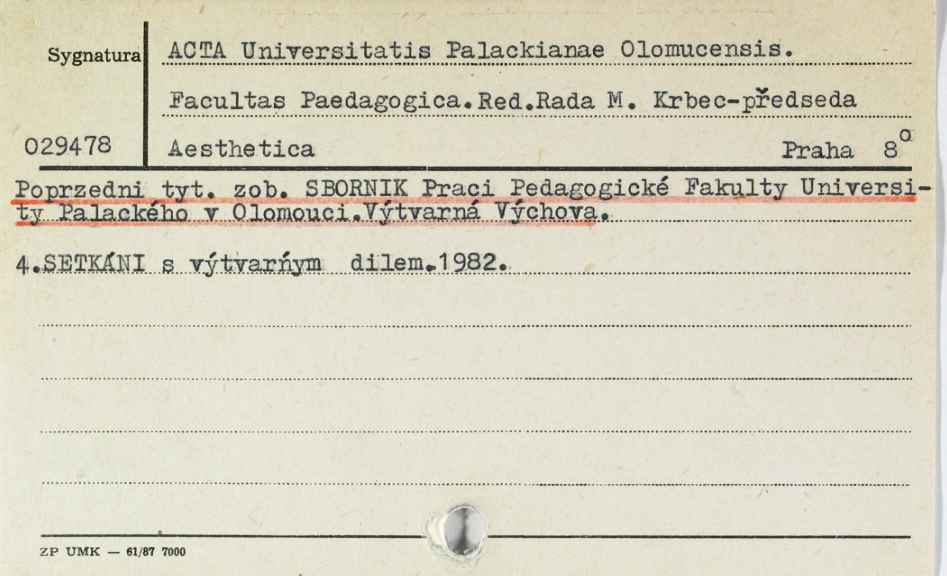 Sygnatura ACTA Universitatis Palackianae Olomucensis.
Facultas Paedagogica.Red.Rada M. Krbec-předseda
029478 Aesthetica Praha 8°
Poprzedni tyt. zob. SBORNIK Praci Pedagogické Fakulty Universi-
ty Palackého v Olomouci.Výtvarná Výchova.
4.SETKÁNI s výtvarńym dilem.1982.
ZP UMK — 61/87 7000